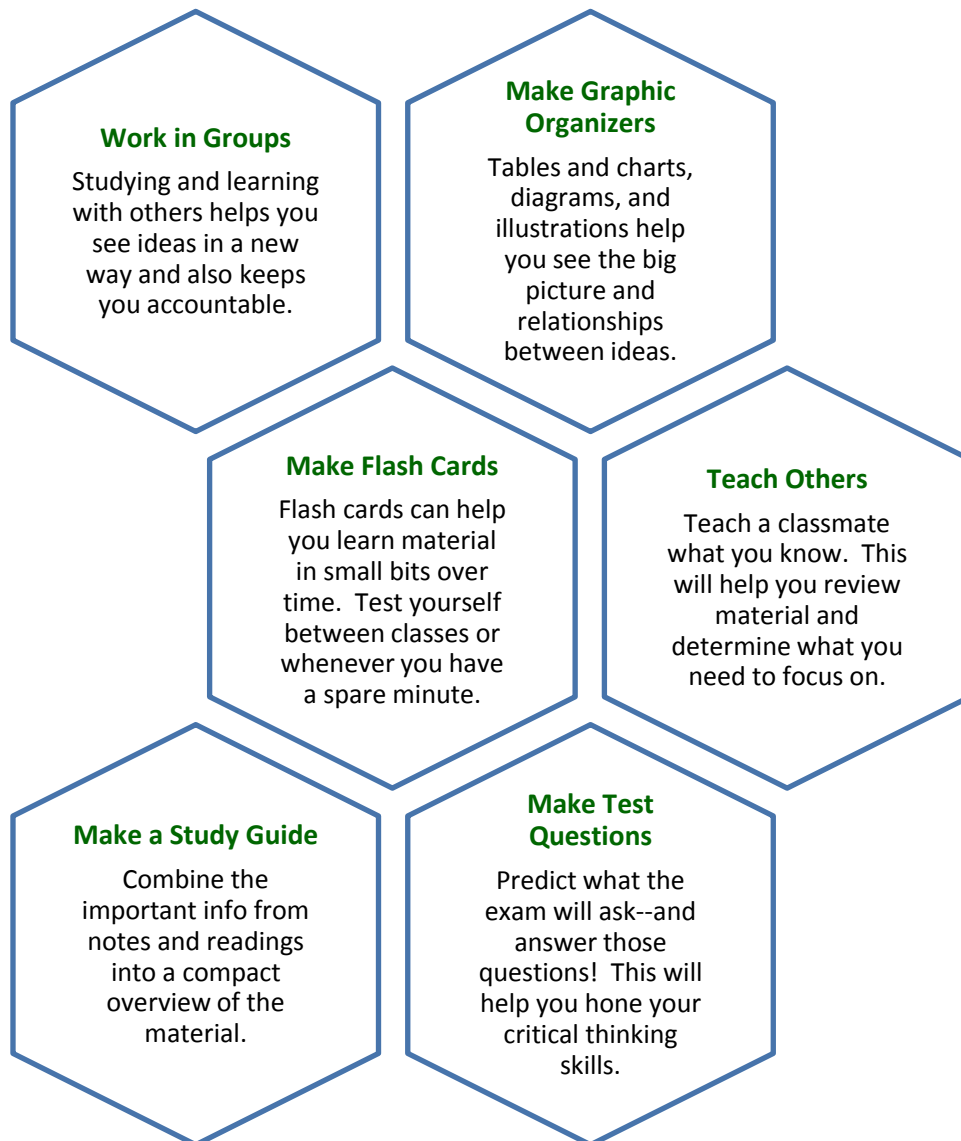 Work in Groups
Studying and learning
with others helps you
see ideas in a new
way and also keeps
you accountable.
Make Graphic
Organizers
Tables and charts,
diagrams, and
illustrations help
you see the big
picture and
relationships
between ideas.
Make Flash Cards
Flash cards can help
you learn material
in small bits over
time.  Test yourself
between classes or
whenever you have
a spare minute.
Teach Others
Teach a classmate
what you know.  This
will help you review
material and
determine what you
need to focus on.
Make a Study Guide
Combine the
important info from
notes and readings
into a compact
overview of the
material.
Make Test
Questions
Predict what the
exam will ask--and
answer those
questions!  This will
help you hone your
critical thinking
skills.